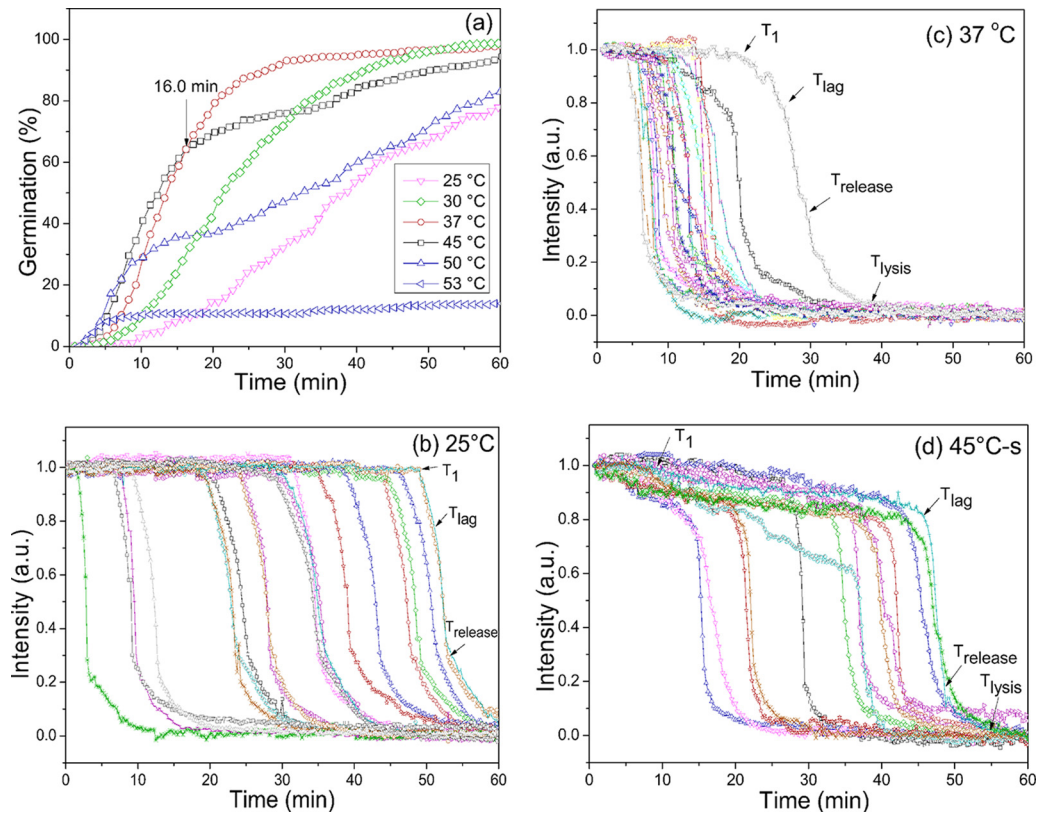 (a)
100
80
60
40
20
0
Germination (%)
16.0 min
25 °C
30 °C
37 °C
45 °C
50 °C
53 °C
0 10 20 30 40 50 60
Time (min)
(c) 37 °C
1.0
0.8
0.6
0.4
0.2
0.0
Intensity (a.u.)
T1
Tlag
Trelease
Tlysis
0 10 20 30 40 50 60
Time (min)
(b) 25°C
1.0
0.8
0.6
0.4
0.2
0.0
Intensity (a.u.)
T1
Tlag
Trelease
0 10 20 30 40 50 60
Time (min)
(d) 45°C-s
1.0
0.8
0.6
0.4
0.2
0.0
Intensity (a.u.)
T1
Tlag
Trelease
Tlysis
0 10 20 30 40 50 60
Time (min)